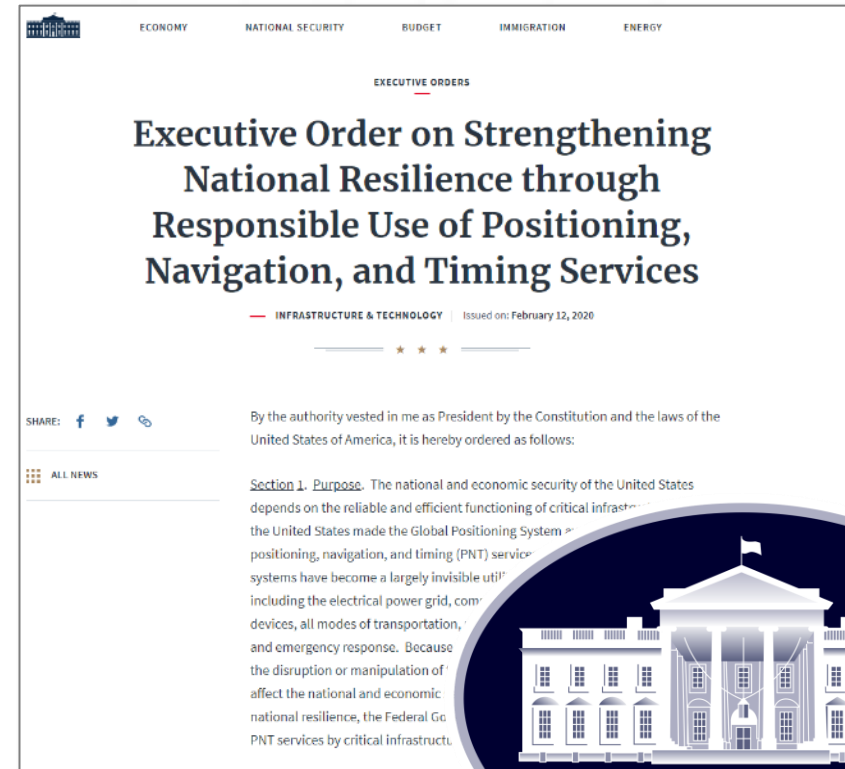 ECONOMY NATIONAL SECURITY BUDGET IMMIGRATION ENERGY
EXECUTIVE ORDERS
Executive Order on Strengthening
National Resilience through
Responsible Use of Positioning,
Navigation, and Timing Services
INFRASTRUCTURE & TECHNOLOGY Issued on: February 12, 2020
SHARE:
ALL NEWS
By the authority vested in me as President by the Constitution and the laws of the
United States of America, it is hereby ordered as follows:
Section 1. Purpose. The national and economic security of the United States
depends on the reliable and efficient functioning of critical
the United States made the Global Positioning System
positioning, navigation, and timing (PNT)
systems have become a largely invisible
including the electrical power grid,
devices, all modes of transportation,
and emergency response. Because
the disruption or manipulation of
affect the national and economic
national resilience, the Federal
PNT services by critical